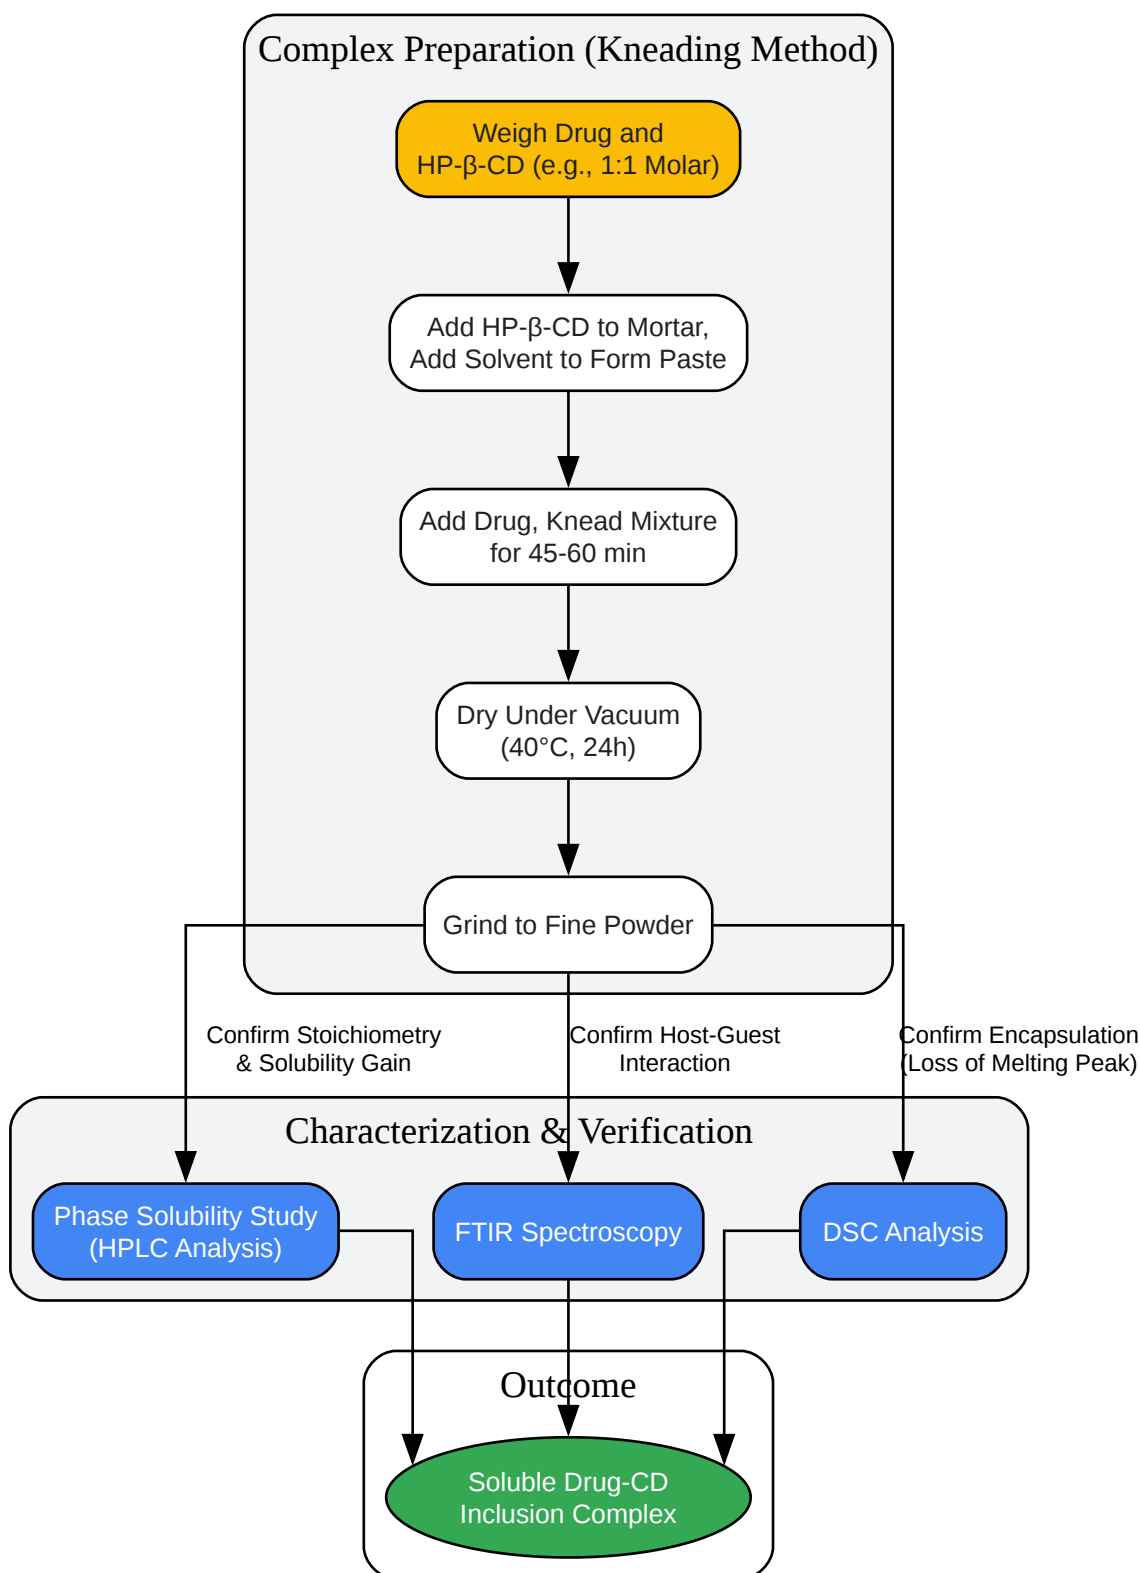 Complex Preparation (Kneading Method)
Weigh Drug and
HP-β-CD (e.g., 1:1 Molar)
Add HP-β-CD to Mortar,
Add Solvent to Form Paste
Add Drug, Knead Mixture
for 45-60 min
Dry Under Vacuum
(40°C, 24h)
Grind to Fine Powder
Confirm Stoichiometry
& Solubility Gain
Confirm Host-Guest
Interaction
Confirm Encapsulation
(Loss of Melting Peak)
Characterization & Verification
Phase Solubility Study
(HPLC Analysis)
FTIR Spectroscopy
DSC Analysis
Outcome
Soluble Drug-CD
Inclusion Complex